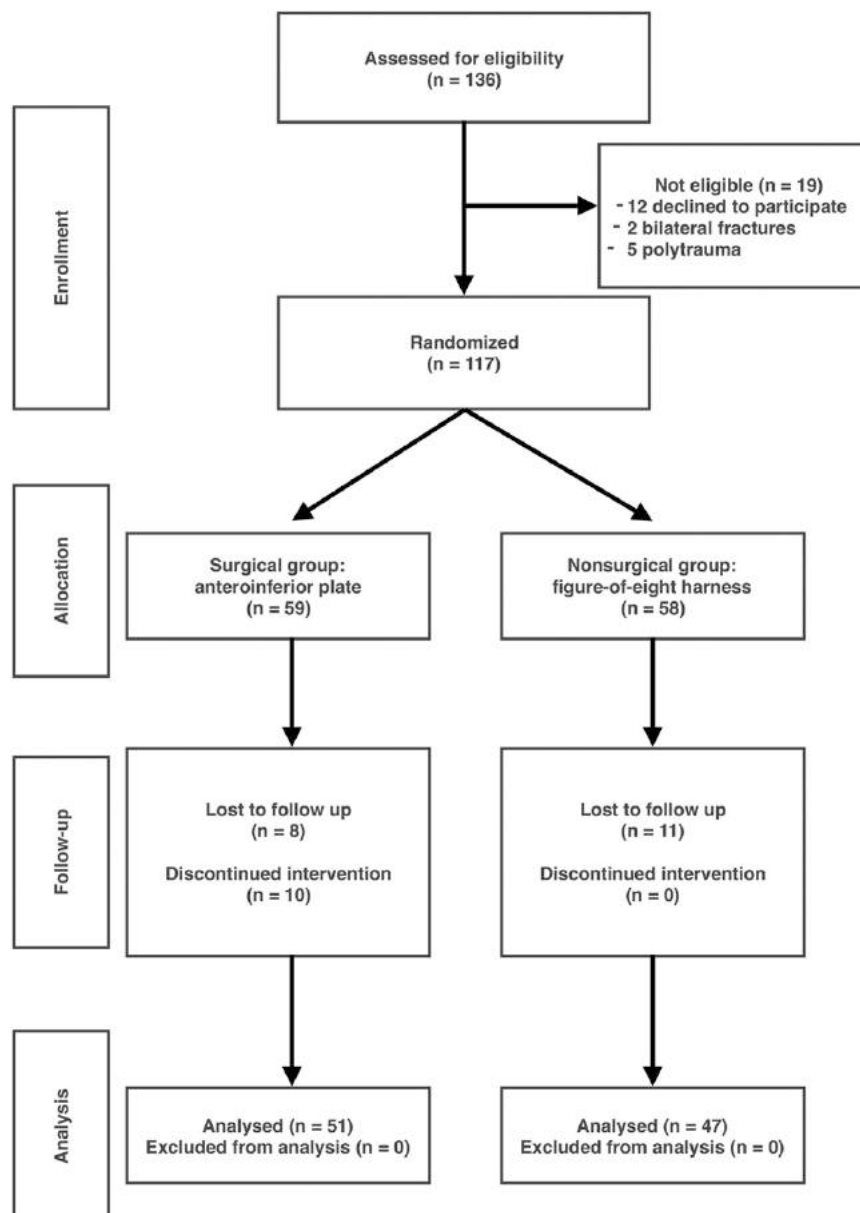 Assessed for eligibility
(n = 136)
Enrollment
Not eligible (n = 19)
- 12 declined to participate
- 2 bilateral fractures
- 5 polytrauma
Randomized
(n = 117)
Allocation
Surgical group:
anteroinferior plate
(n = 59)
Nonsurgical group:
figure-of-eight harness
(n = 58)
Follow-up
Lost to follow up
(n = 8)
Discontinued intervention
(n = 10)
Lost to follow up
(n = 11)
Discontinued intervention
(n = 0)
Analysis
Analysed (n = 51)
Excluded from analysis (n = 0)
Analysed (n = 47)
Excluded from analysis (n = 0)